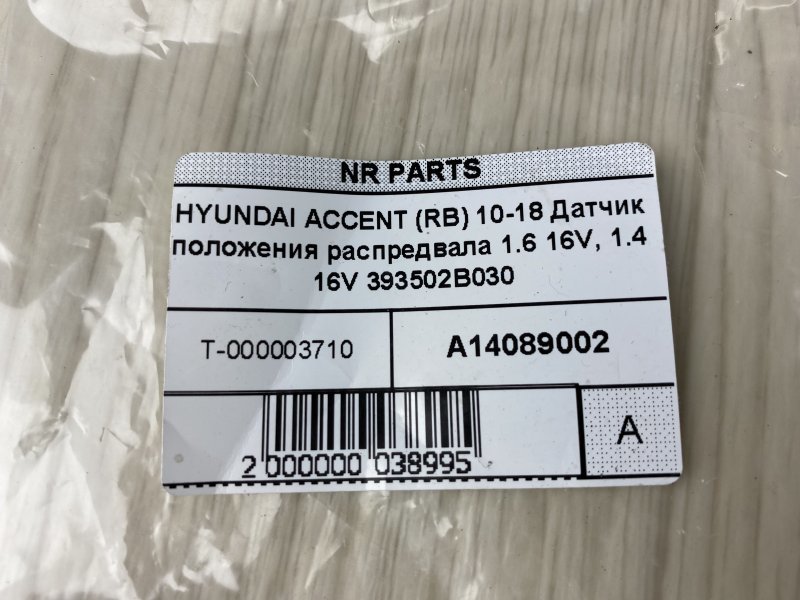 NR PARTS
HYUNDAI ACCENT (RB) 10-18 Датчик
положения распредвала 1.6 16V, 1.4
16V 393502B030
T-000003710
A14089002
2 000000 038995
A